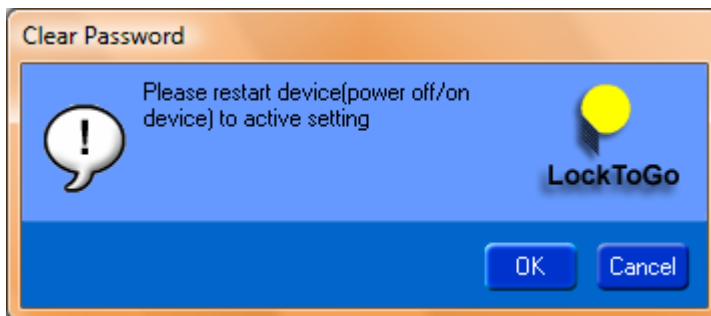 Clear Password
Please restart device(power off/on
device) to active setting
!
LockToGo
OK
Cancel